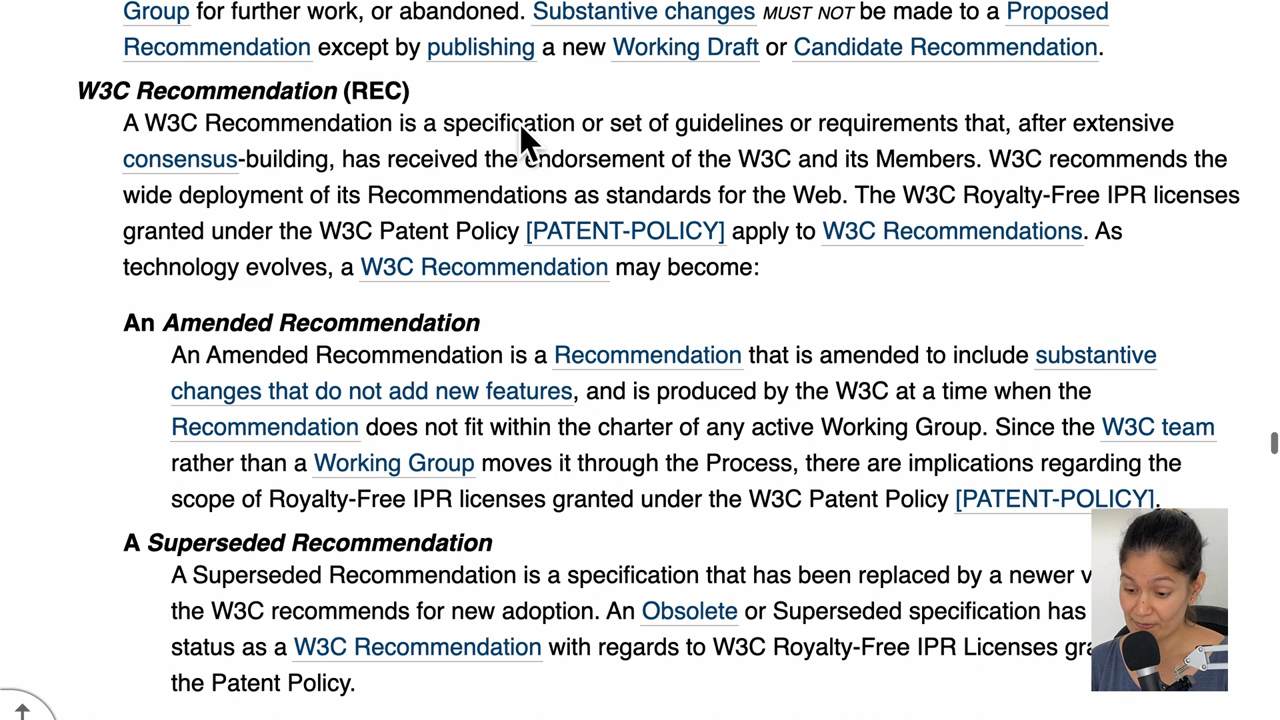 Group for further work, or abandoned. Substantive changes MUST NOT be made to a Proposed
Recommendation except by publishing a new Working Draft or Candidate Recommendation.
W3C Recommendation (REC)
A W3C Recommendation is a specification or set of guidelines or requirements that, after extensive
consensus-building, has received the endorsement of the W3C and its Members. W3C recommends the
wide deployment of its Recommendations as standards for the Web. The W3C Royalty-Free IPR licenses
granted under the W3C Patent Policy [PATENT-POLICY] apply to W3C Recommendations. As
technology evolves, a W3C Recommendation may become:
An Amended Recommendation
An Amended Recommendation is a Recommendation that is amended to include substantive
changes that do not add new features, and is produced by the W3C at a time when the
Recommendation does not fit within the charter of any active Working Group. Since the W3C team
rather than a Working Group moves it through the Process, there are implications regarding the
scope of Royalty-Free IPR licenses granted under the W3C Patent Policy [PATENT-POLICY].
A Superseded Recommendation
A Superseded Recommendation is a specification that has been replaced by a newer
the W3C recommends for new adoption. An Obsolete or Superseded specification has
status as a W3C Recommendation with regards to W3C Royalty-Free IPR Licenses
the Patent Policy.